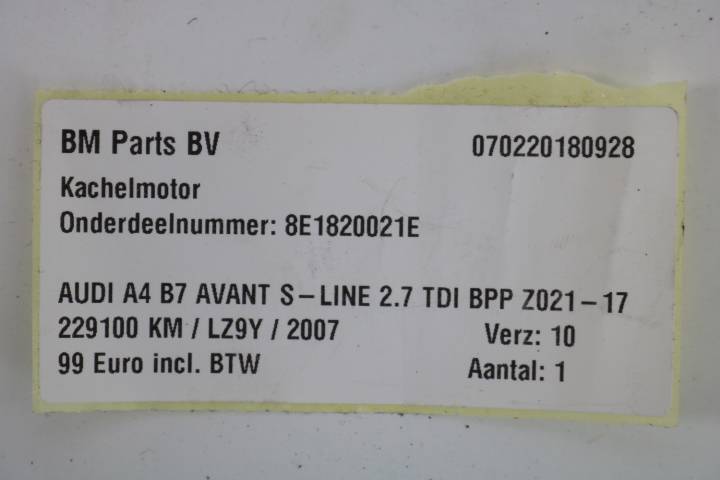 BM Parts BV 070220180928
Kachelmotor
Onderdeelnummer: 8E1820021E
AUDI A4 B7 AVANT S-LINE 2.7 TDI BPP Z021-17
229100 KM / LZ9Y / 2007 Verz: 10
99 Euro incl. BTW Aantal: 1